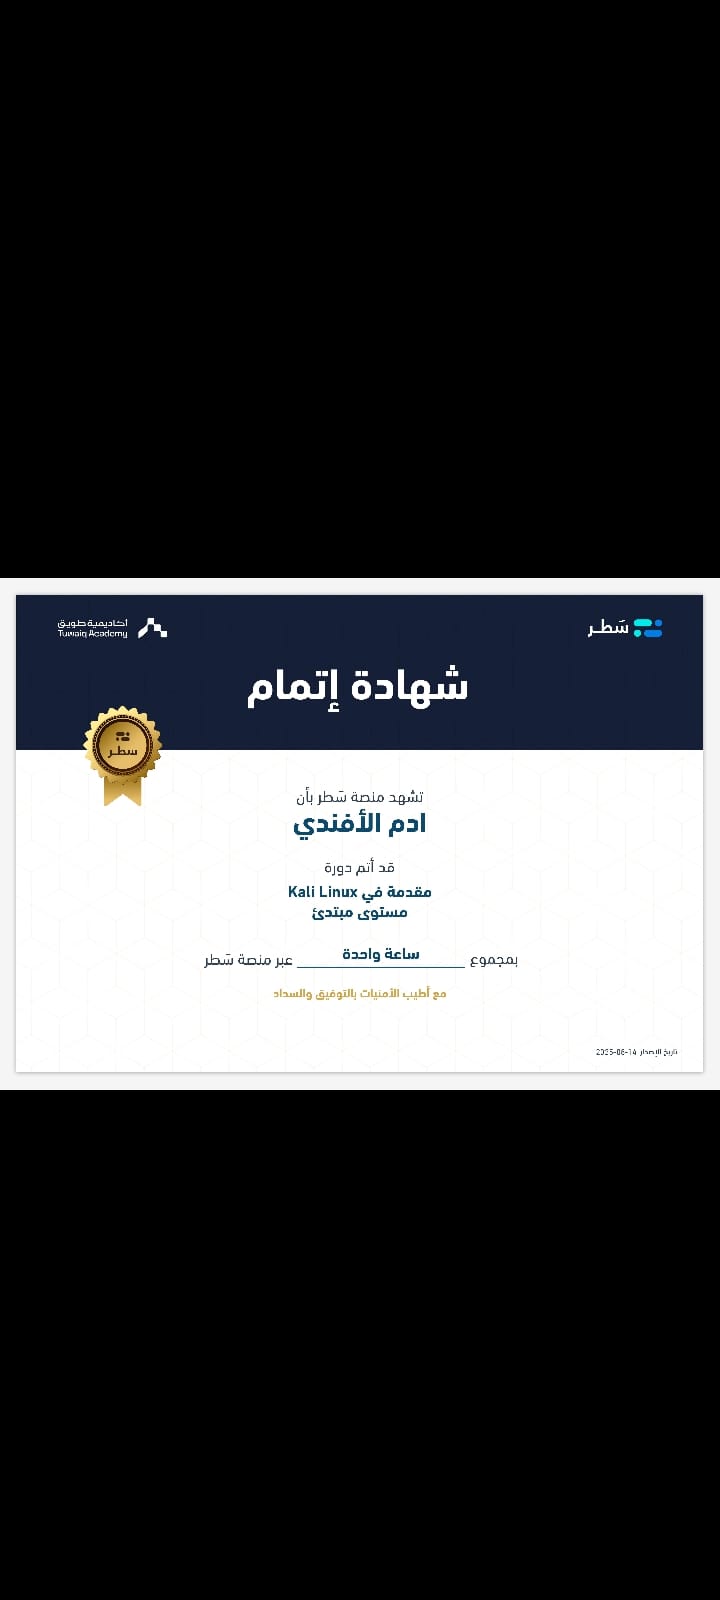 سَطر
أكاديمية طويق
Tuwaiq Academy
شهادة إتمام
سطر
تشهد منصة سَطر بأن
ادم الأفندي
قد أتم دورة
مقدمة في Kali Linux
مستوى مبتدئ
بمجموع ساعة واحدة عبر منصة سَطر
مع أطيب الأمنيات بالتوفيق والسداد
تاريخ الإصدار 14-08-2025